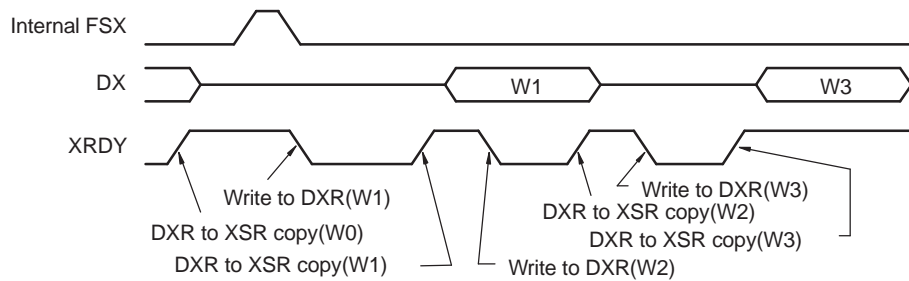 Internal FSX
DX
W1
W3
XRDY
Write to DXR(W1)
Write to DXR(W3)
DXR to XSR copy(W2)
DXR to XSR copy(W0)
DXR to XSR copy(W3)
DXR to XSR copy(W1)
Write to DXR(W2)